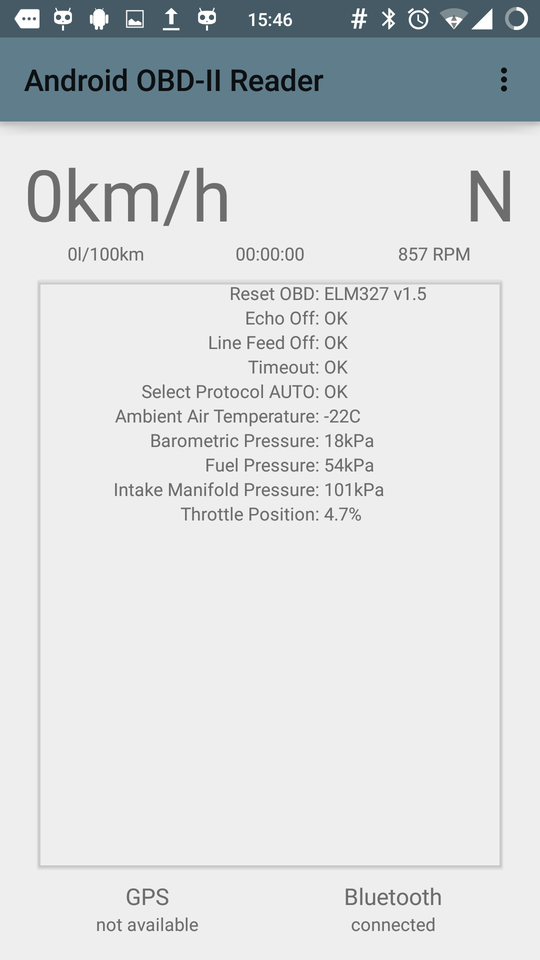 15:46
Android OBD-II Reader
0km/h N
0l/100km 00:00:00 857 RPM
Reset OBD: ELM327 v1.5
Echo Off: OK
Line Feed Off: OK
Timeout: OK
Select Protocol AUTO: OK
Ambient Air Temperature: -22C
Barometric Pressure: 18kPa
Fuel Pressure: 54kPa
Intake Manifold Pressure: 101kPa
Throttle Position: 4.7%
GPS Bluetooth
not available connected